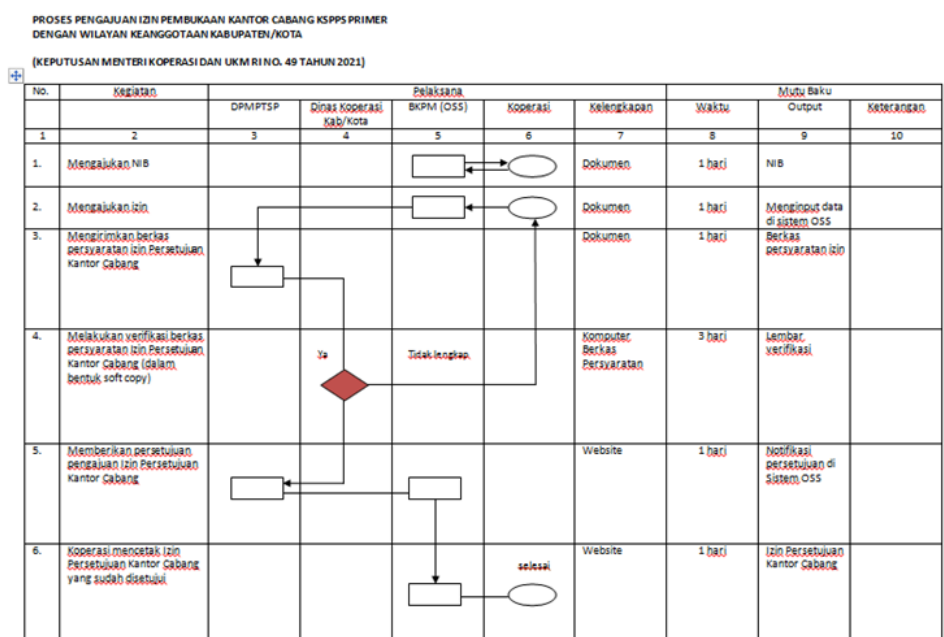 PROSES PENGAJUAN IZIN PEMBUKAAN KANTOR CABANG KSPPS PRIMER
DENGAN WILAYAN KEANGGOTAAN KABUPATEN/KOTA
(KEPUTUSAN MENTERI KOPERASI DAN UKM RI NO. 49 TAHUN 2021)
No. Kegiatan Pelaksana Mutu Baku
DPMPTSP Dinas Koperasi BKPM (OSS) Koperasi Kelengkapan Waktu Output Keterangan
Kab/Kota
1 2 3 4 5 6 7 8 9 10
1. Mengajukan NIB Dokumen 1 hari NIB
2. Mengajukan izin Dokumen 1 hari Menginput data
di sistem OSS
3. Mengirimkan berkas Dokumen 1 hari Berkas
persyaratan izin Persetujuan persyaratan izin
Kantor Cabang
4. Melakukan verifikasi berkas Komputer 3 hari Lembar
persyaratan Izin Persetujuan Ya Tidak lengkap Berkas verifikasi
Kantor Cabang (dalam Persyaratan
bentuk soft copy)
5. Memberikan persetujuan Website 1 hari Notifikasi
pengajuan Izin Persetujuan persetujuan di
Kantor Cabang Sistem OSS
6. Koperasi mencetak Izin Website 1 hari Izin Persetujuan
Persetujuan Kantor Cabang selesai Kantor Cabang
yang sudah disetujui